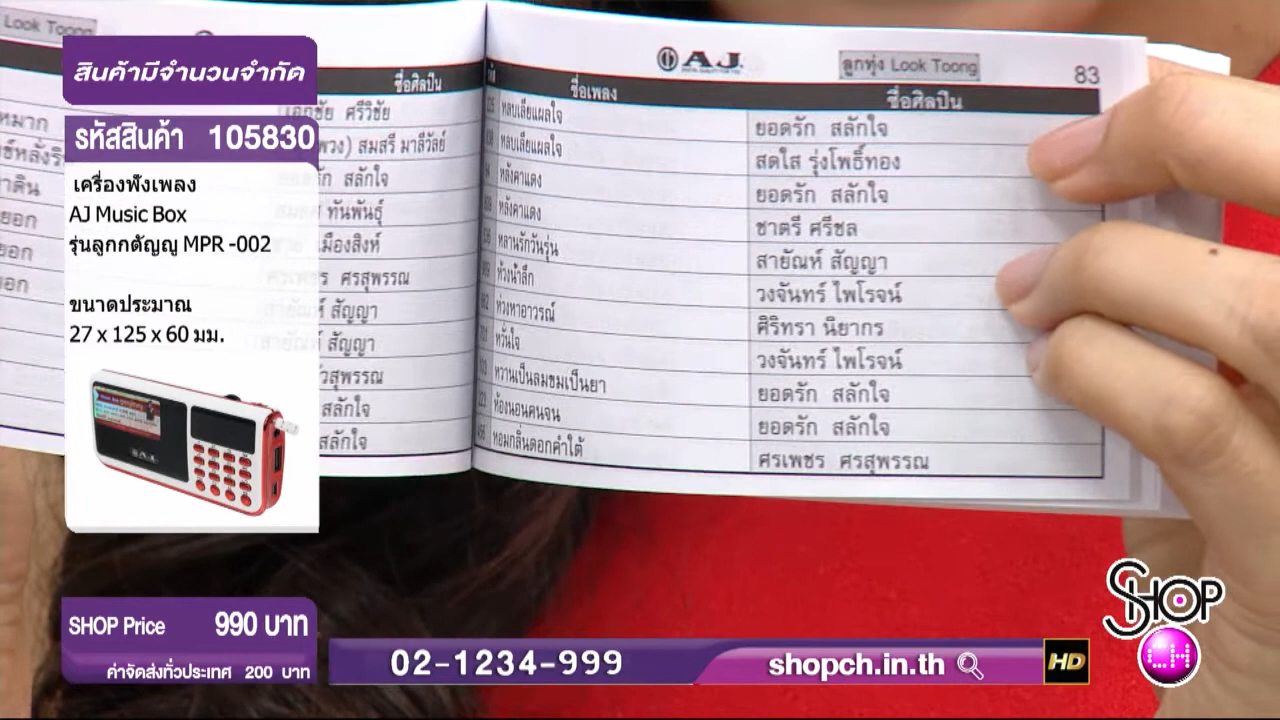 สินค้ามีจำนวนจำกัด
รหัสสินค้า 105830
เครื่องฟังเพลง
AJ Music Box
รุ่นลูกกตัญญู MPR -002
ขนาดประมาณ
27 x 125 x 60 มม.
AJ
SHOP Price 990 บาท
ค่าจัดส่งทั่วประเทศ 200 บาท
Look Toong
ชื่อศิลปิน
ศรีวิชัย
สมสรี มาลีวัลย์
สลักใจ
ทันพันธุ์
เมืองสิงห์
ศรเพชร ศรสุพรรณ
สายัณห์ สัญญา
สายัณห์ สัญญา
สลักใจ
สลักใจ
AJ ลูกทุ่ง Look Toong 83
ชื่อเพลง ชื่อศิลปิน
หลบเลียแผลใจ ยอดรัก สลักใจ
หลบเลียแผลใจ สดใส รุ่งโพธิ์ทอง
หลังคาแดง ยอดรัก สลักใจ
หลังคาแดง ชาตรี ศรีชล
หลานรักวันรุ่น สายัณห์ สัญญา
ห้วงน้ำลึก วงจันทร์ ไพโรจน์
ห่วงหาอาวรณ์ ศิริทรา นิยากร
หวั่นใจ วงจันทร์ ไพโรจน์
หวานเป็นลมขมเป็นยา ยอดรัก สลักใจ
ห้องนอนคนจน ยอดรัก สลักใจ
หอมกลิ่นดอกคำใต้ ศรเพชร ศรสุพรรณ
02-1234-999
shopch.in.th
HD
SHOP
CH